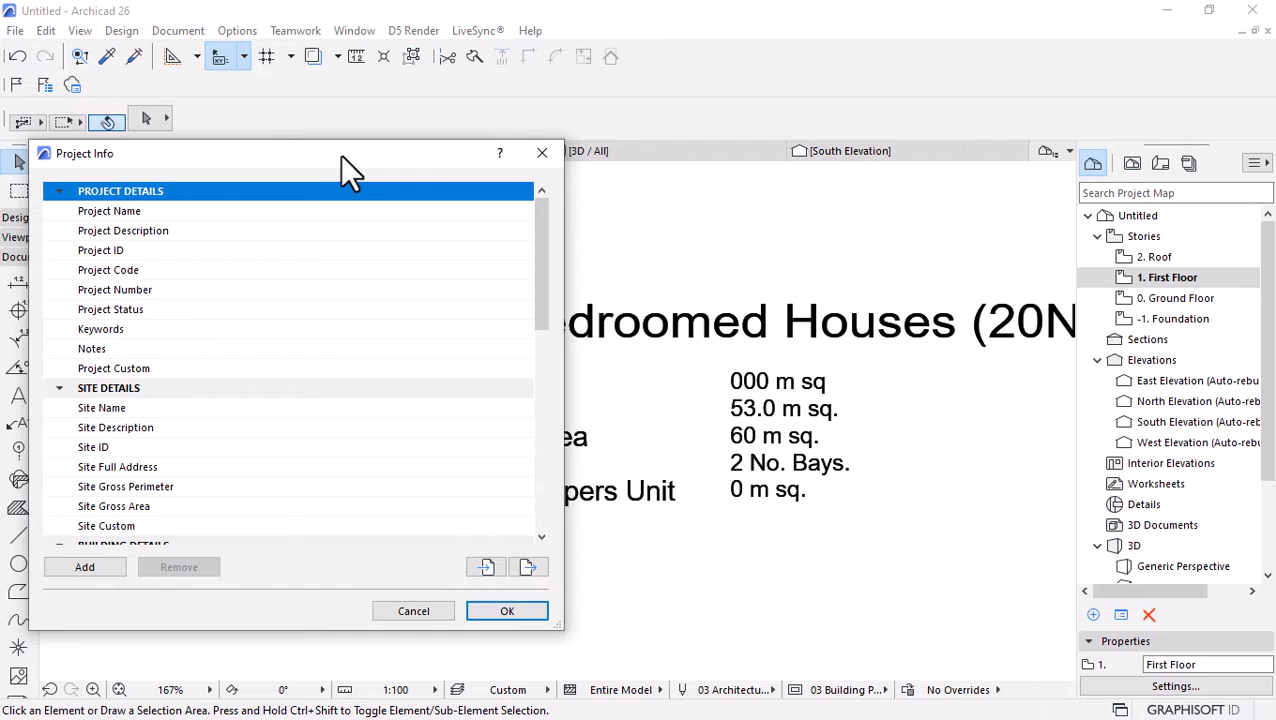 Untitled - Archicad 26
File Edit View Design Document Options Teamwork Window D5 Render LiveSync® Help
Project Info
?
[3D / All]
[South Elevation]
PROJECT DETAILS
Project Name
Project Description
Project ID
Project Code
Project Number
Project Status
Keywords
Notes
Project Custom
SITE DETAILS
Site Name
Site Description
Site ID
Site Full Address
Site Gross Perimeter
Site Gross Area
Site Custom
BUILDING DETAILS
Add
Remove
Cancel
OK
Desig
Viewp
Docu
edroomed Houses (20N
000 m sq
53.0 m sq.
ea
60 m sq.
2 No. Bays.
pers Unit
0 m sq.
Search Project Map
Untitled
Stories
2. Roof
1. First Floor
0. Ground Floor
-1. Foundation
Sections
Elevations
East Elevation (Auto-reb
North Elevation (Auto-reb
South Elevation (Auto-reb
West Elevation (Auto-rebu
Interior Elevations
Worksheets
Details
3D Documents
3D
Generic Perspective
Properties
1.
First Floor
Settings...
167%
0°
1:100
Custom
Entire Model
03 Architectu...
03 Building P...
No Overrides
Click an Element or Draw a Selection Area. Press and Hold Ctrl+Shift to Toggle Element/Sub-Element Selection.
GRAPHISOFT ID